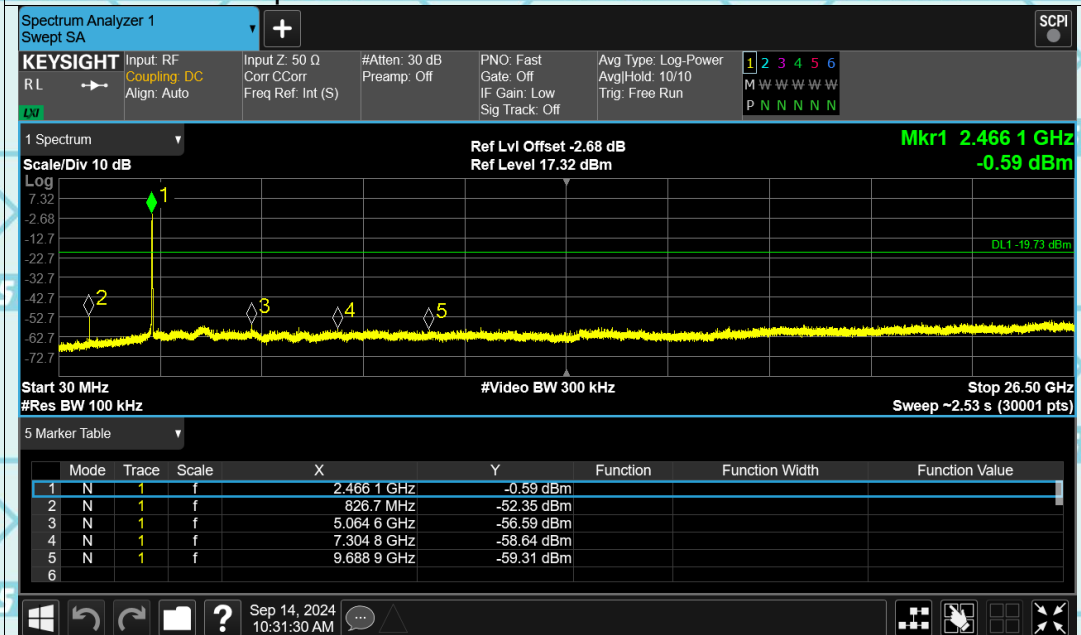 Spectrum Analyzer 1
Swept SA
+
SCPI
KEYSIGHT
R L
LXI
Input: RF
Coupling: DC
Align: Auto
Input Z: 50 Ω
Corr CCorr
Freq Ref: Int (S)
#Atten: 30 dB
Preamp: Off
PNO: Fast
Gate: Off
IF Gain: Low
Sig Track: Off
Avg Type: Log-Power
Avg|Hold: 10/10
Trig: Free Run
1 2 3 4 5 6
M W W W W W
P N N N N N
1 Spectrum
Scale/Div 10 dB
Ref Lvl Offset -2.68 dB
Ref Level 17.32 dBm
Mkr1 2.466 1 GHz
-0.59 dBm
Log
7.32
-2.68
-12.7
-22.7
-32.7
-42.7
-52.7
-62.7
-72.7
1
2
3
4
5
DL1 -19.73 dBm
Start 30 MHz
#Video BW 300 kHz
Stop 26.50 GHz
#Res BW 100 kHz
Sweep ~2.53 s (30001 pts)
5 Marker Table
Mode Trace Scale X Y Function Function Width Function Value
1 N 1 f 2.466 1 GHz -0.59 dBm
2 N 1 f 826.7 MHz -52.35 dBm
3 N 1 f 5.064 6 GHz -56.59 dBm
4 N 1 f 7.304 8 GHz -58.64 dBm
5 N 1 f 9.688 9 GHz -59.31 dBm
6
?
Sep 14, 2024
10:31:30 AM